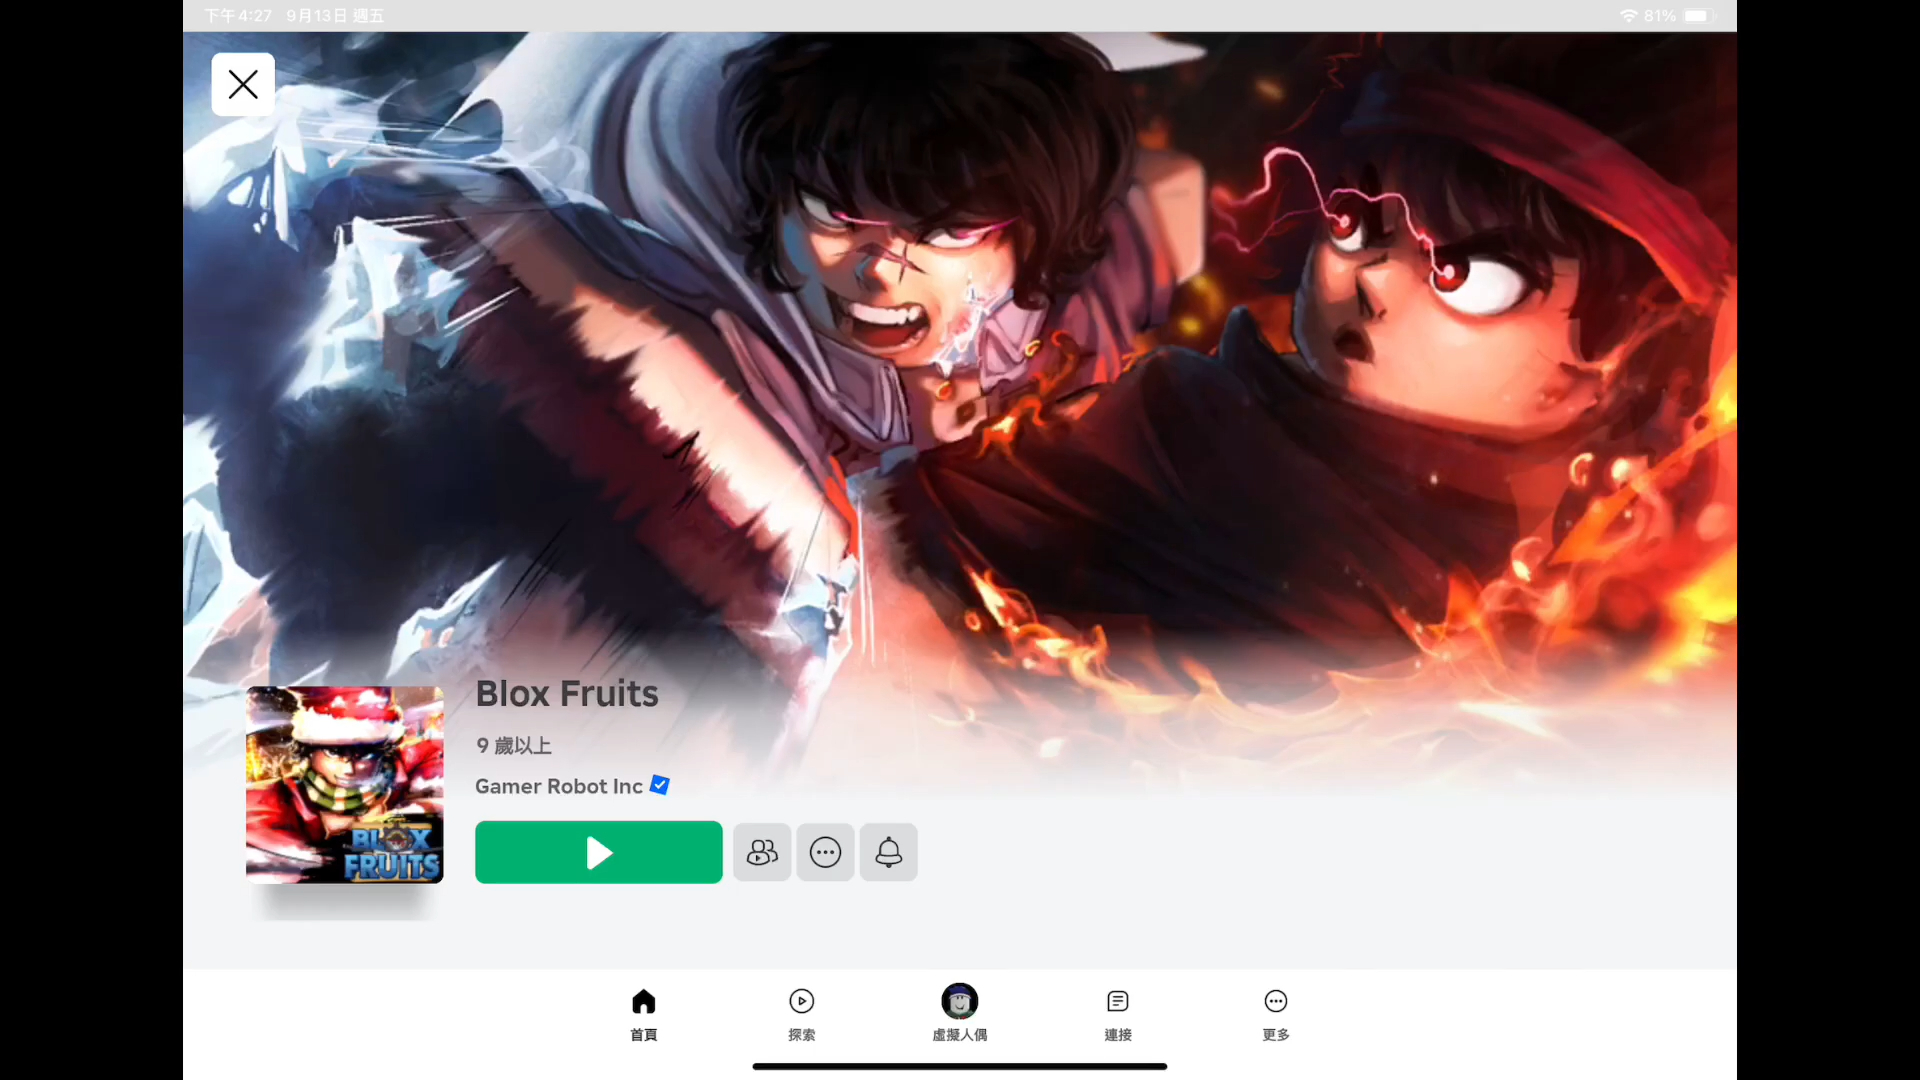 下午4:27 9月13日 週五
81%
Blox Fruits
9 歲以上
Gamer Robot Inc
BLOX
FRUITS
首頁
探索
虛擬人偶
連接
更多